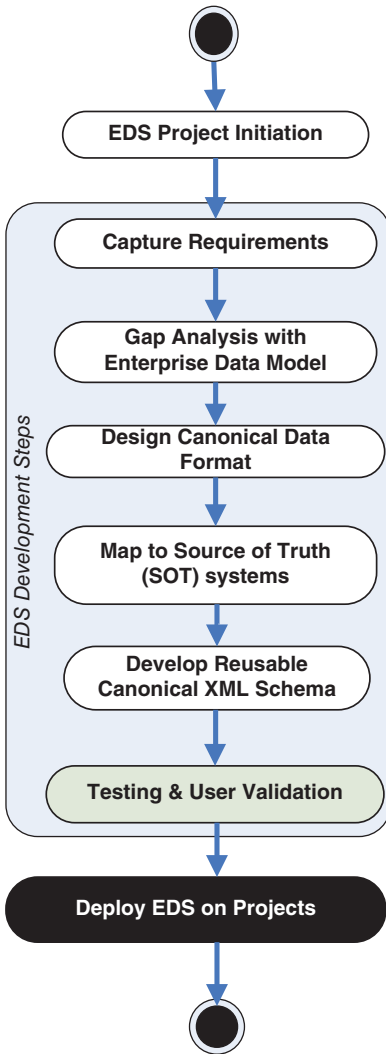 EDS Project Initiation
Capture Requirements
Gap Analysis with
Enterprise Data Model
Design Canonical Data
Format
Map to Source of Truth
(SOT) systems
Develop Reusable
Canonical XML Schema
Testing & User Validation
EDS Development Steps
Deploy EDS on Projects